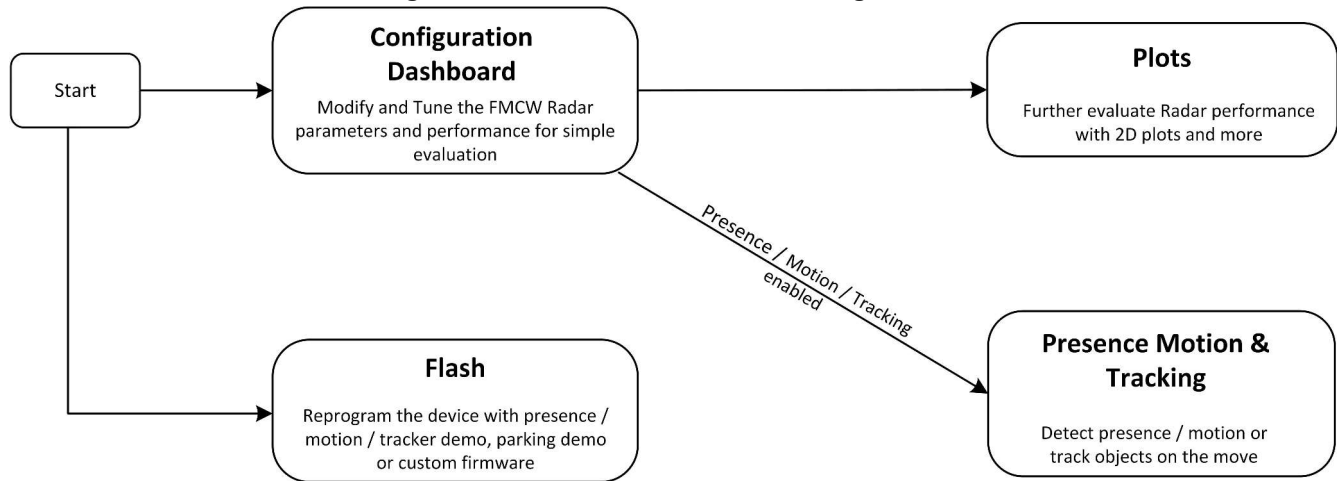 Start
Configuration
Dashboard
Modify and Tune the FMCW Radar
parameters and performance for simple
evaluation
Plots
Further evaluate Radar performance
with 2D plots and more
Presence / Motion / Tracking
enabled
Flash
Reprogram the device with presence /
motion / tracker demo, parking demo
or custom firmware
Presence Motion &
Tracking
Detect presence / motion or
track objects on the move